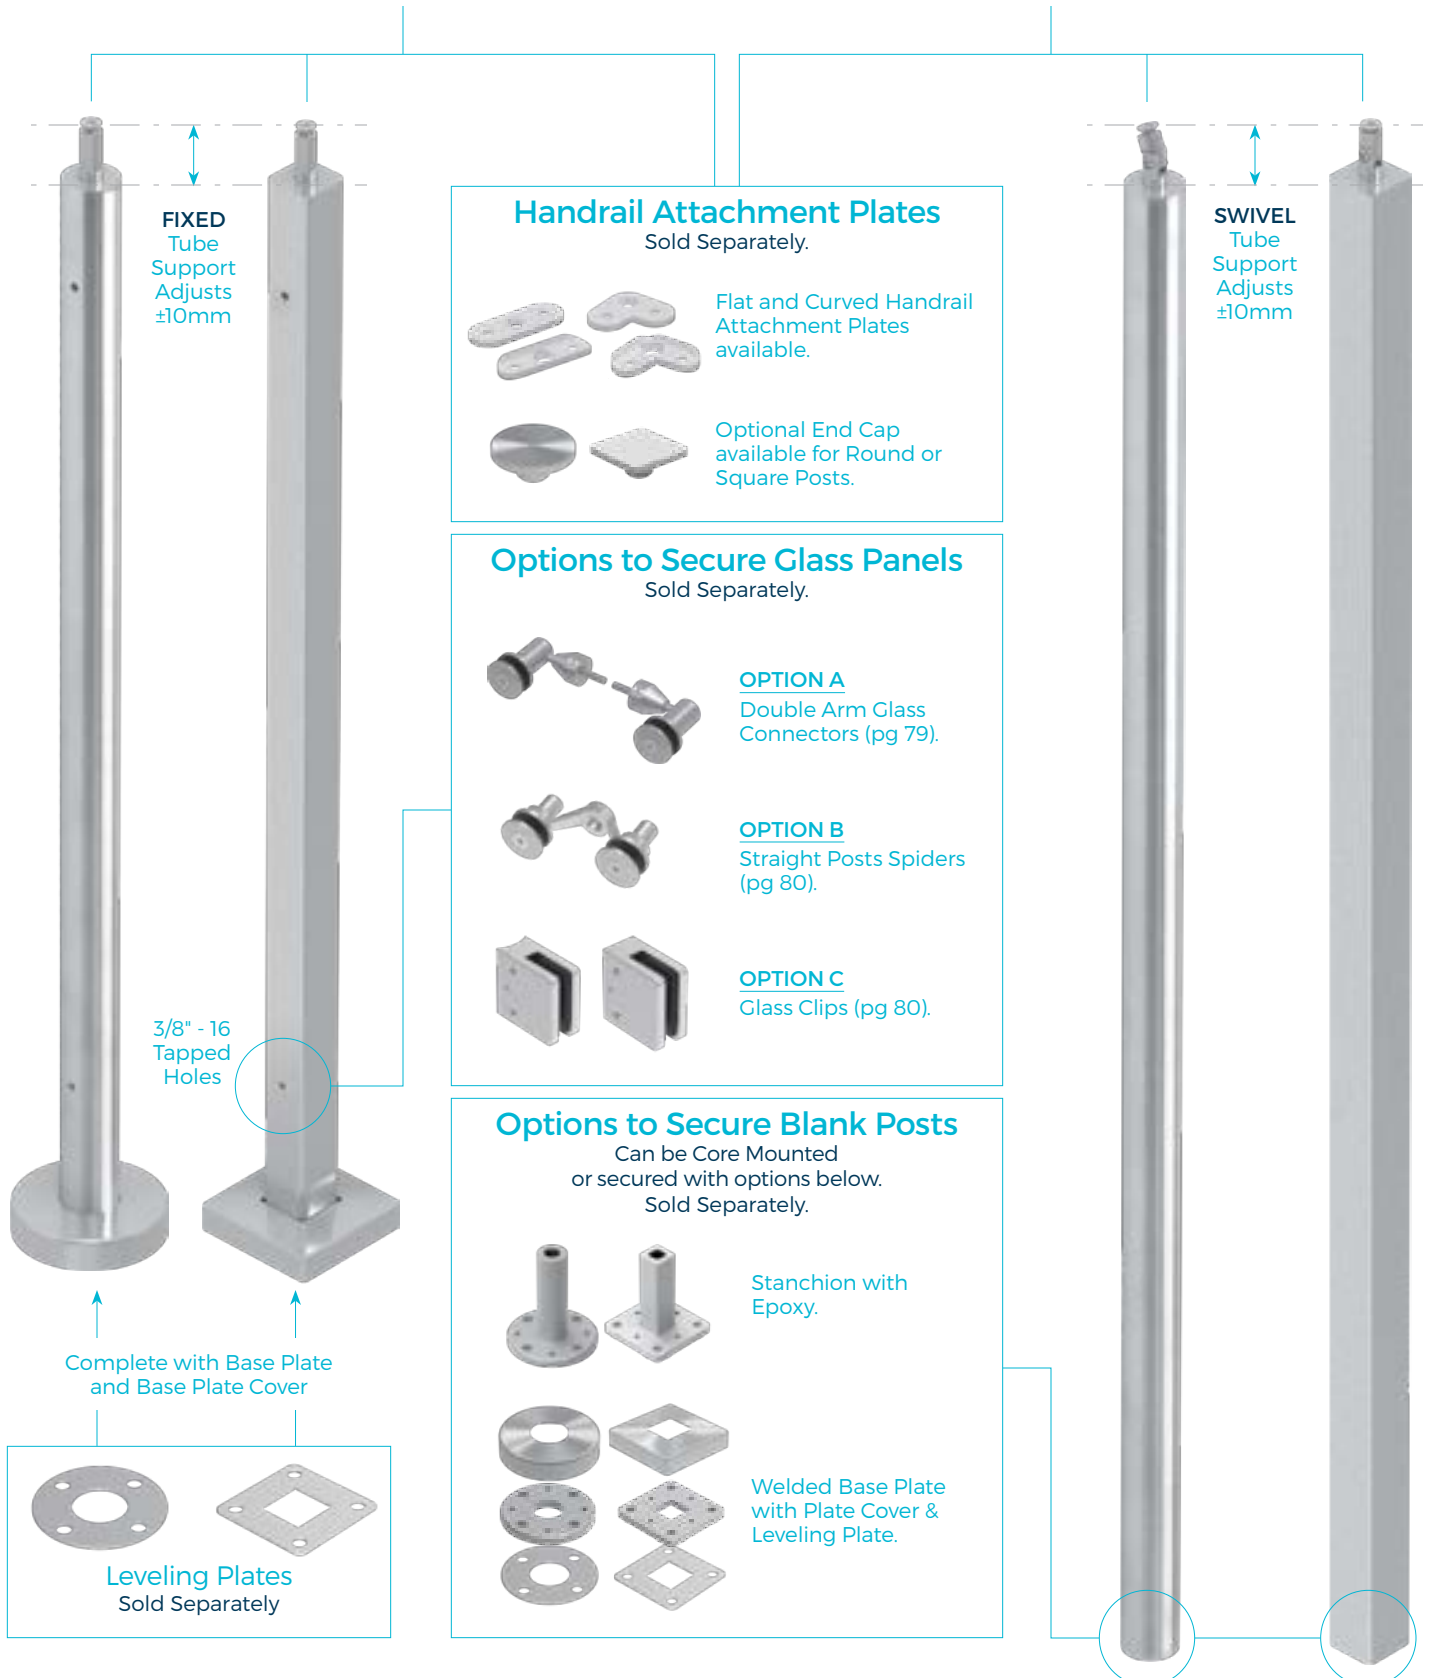 FIXED
Tube
Support
Adjusts
±10mm
3/8" - 16
Tapped
Holes
Complete with Base Plate
and Base Plate Cover
Leveling Plates
Sold Separately
Handrail Attachment Plates
Sold Separately.
Flat and Curved Handrail
Attachment Plates
available.
Optional End Cap
available for Round or
Square Posts.
Options to Secure Glass Panels
Sold Separately.
OPTION A
Double Arm Glass
Connectors (pg 79).
OPTION B
Straight Posts Spiders
(pg 80).
OPTION C
Glass Clips (pg 80).
Options to Secure Blank Posts
Can be Core Mounted
or secured with options below.
Sold Separately.
Stanchion with
Epoxy.
Welded Base Plate
with Plate Cover &
Leveling Plate.
SWIVEL
Tube
Support
Adjusts
±10mm